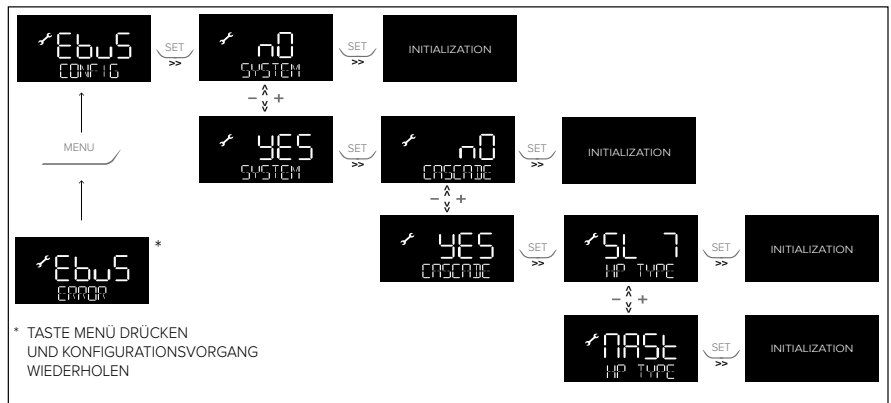 EbuS
CONFIG
SET
>>
nO
SYSTEM
SET
>>
INITIALIZATION
− +
MENU
YES
SYSTEM
SET
>>
nO
CASCADE
SET
>>
INITIALIZATION
− +
EbuS
ERROR
*
YES
CASCADE
SET
>>
SL 7
HP TYPE
SET
>>
INITIALIZATION
− +
MASt
HP TYPE
SET
>>
INITIALIZATION
* TASTE MENÜ DRÜCKEN
UND KONFIGURATIONSVORGANG
WIEDERHOLEN